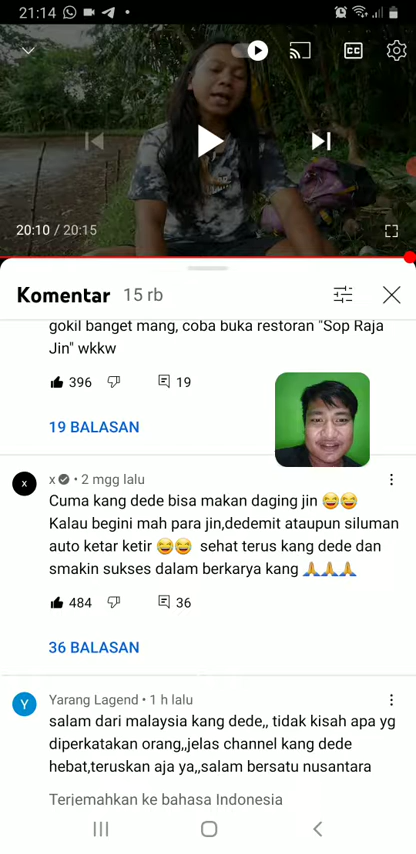 21:14
CC
20:10 / 20:15
Komentar 15 rb
gokil banget mang, coba buka restoran "Sop Raja
Jin" wkkw
396 19
19 BALASAN
x
x • 2 mgg lalu
Cuma kang dede bisa makan daging jin 😂😂
Kalau begini mah para jin,dedemit ataupun siluman
auto ketar ketir 😂😂 sehat terus kang dede dan
smakin sukses dalam berkarya kang 🙏🙏🙏
484 36
36 BALASAN
Y
Yarang Lagend • 1 h lalu
salam dari malaysia kang dede,, tidak kisah apa yg
diperkatakan orang,,jelas channel kang dede
hebat,teruskan aja ya,,salam bersatu nusantara
Terjemahkan ke bahasa Indonesia